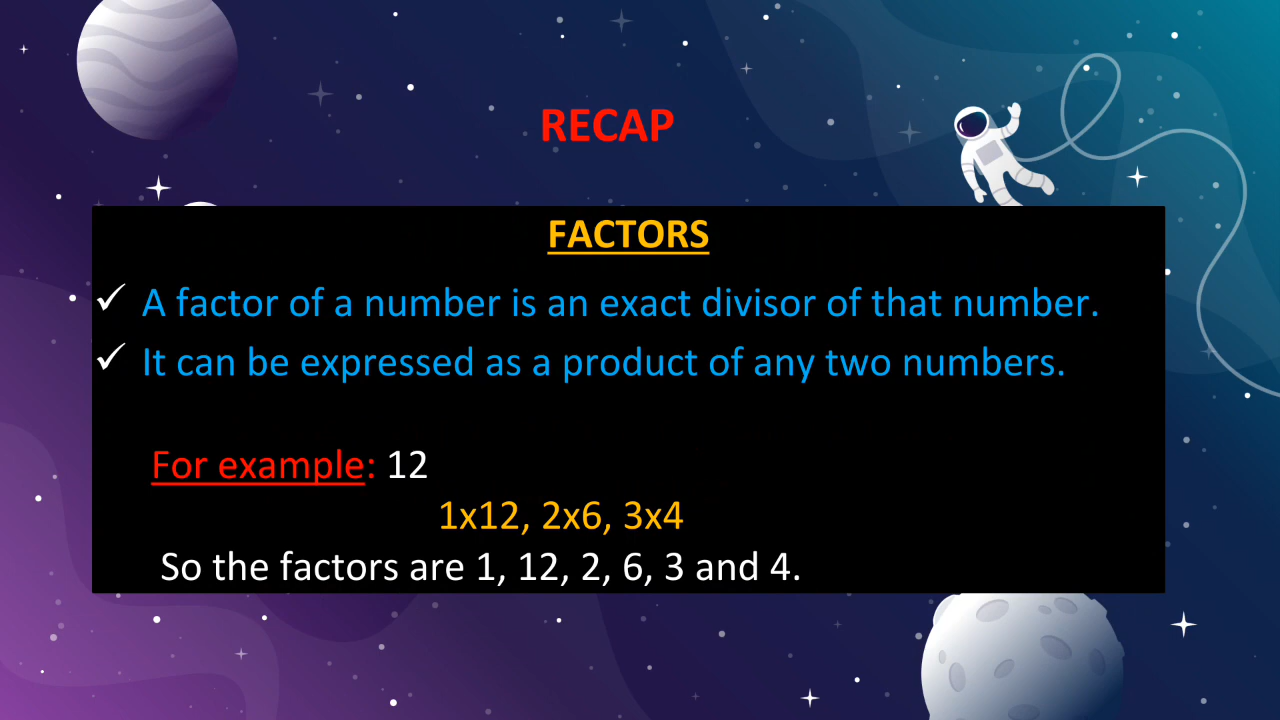 RECAP
FACTORS
✓ A factor of a number is an exact divisor of that number.
✓ It can be expressed as a product of any two numbers.
For example: 12
1x12, 2x6, 3x4
So the factors are 1, 12, 2, 6, 3 and 4.